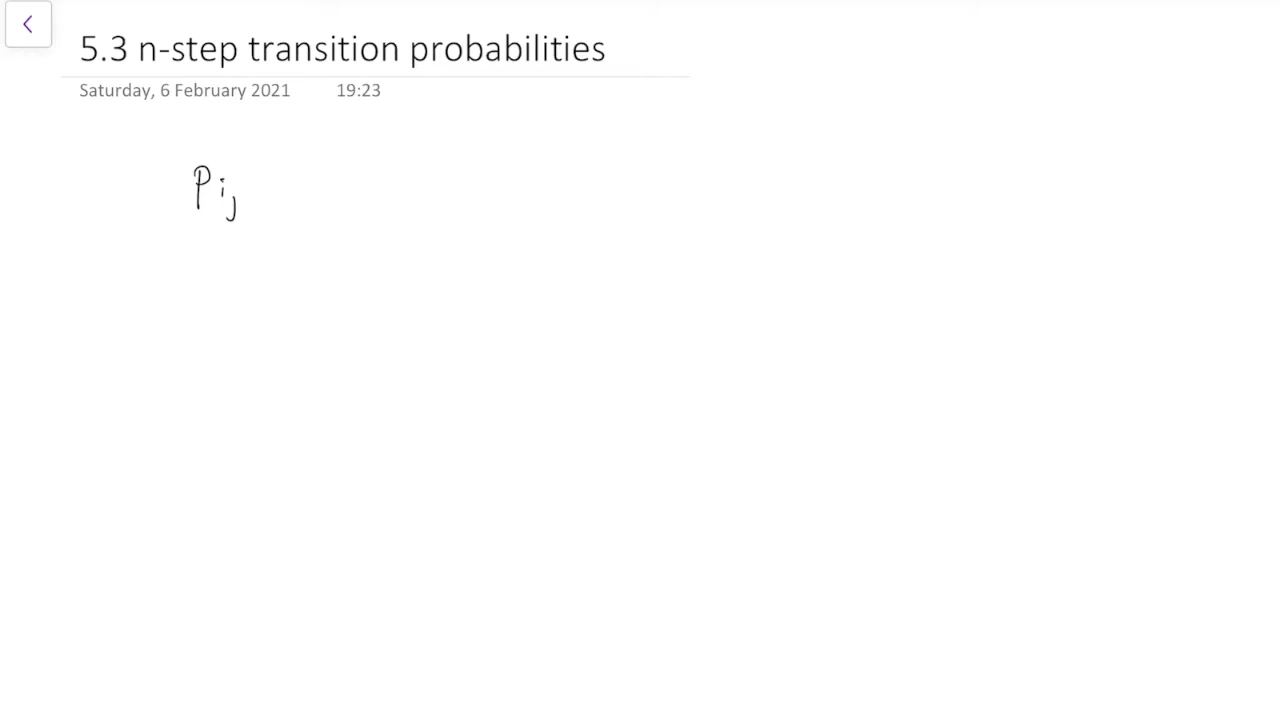 5.3 n-step transition probabilities
Saturday, 6 February 2021 19:23
Pij